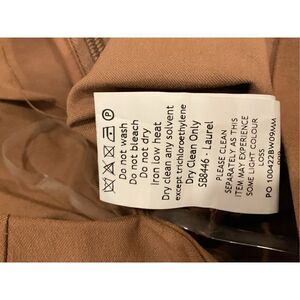 Do not wash
Do not bleach
Do not dry
Iron low heat
Dry clean any solvent
except trichloroethylene
Dry Clean Only
SB8446 - Laurel
PLEASE CLEAN
SEPARATELY AS THIS
ITEM MAY EXPERIENCE
SOME LIGHT COLOUR
LOSS
PO 100422BW09MM